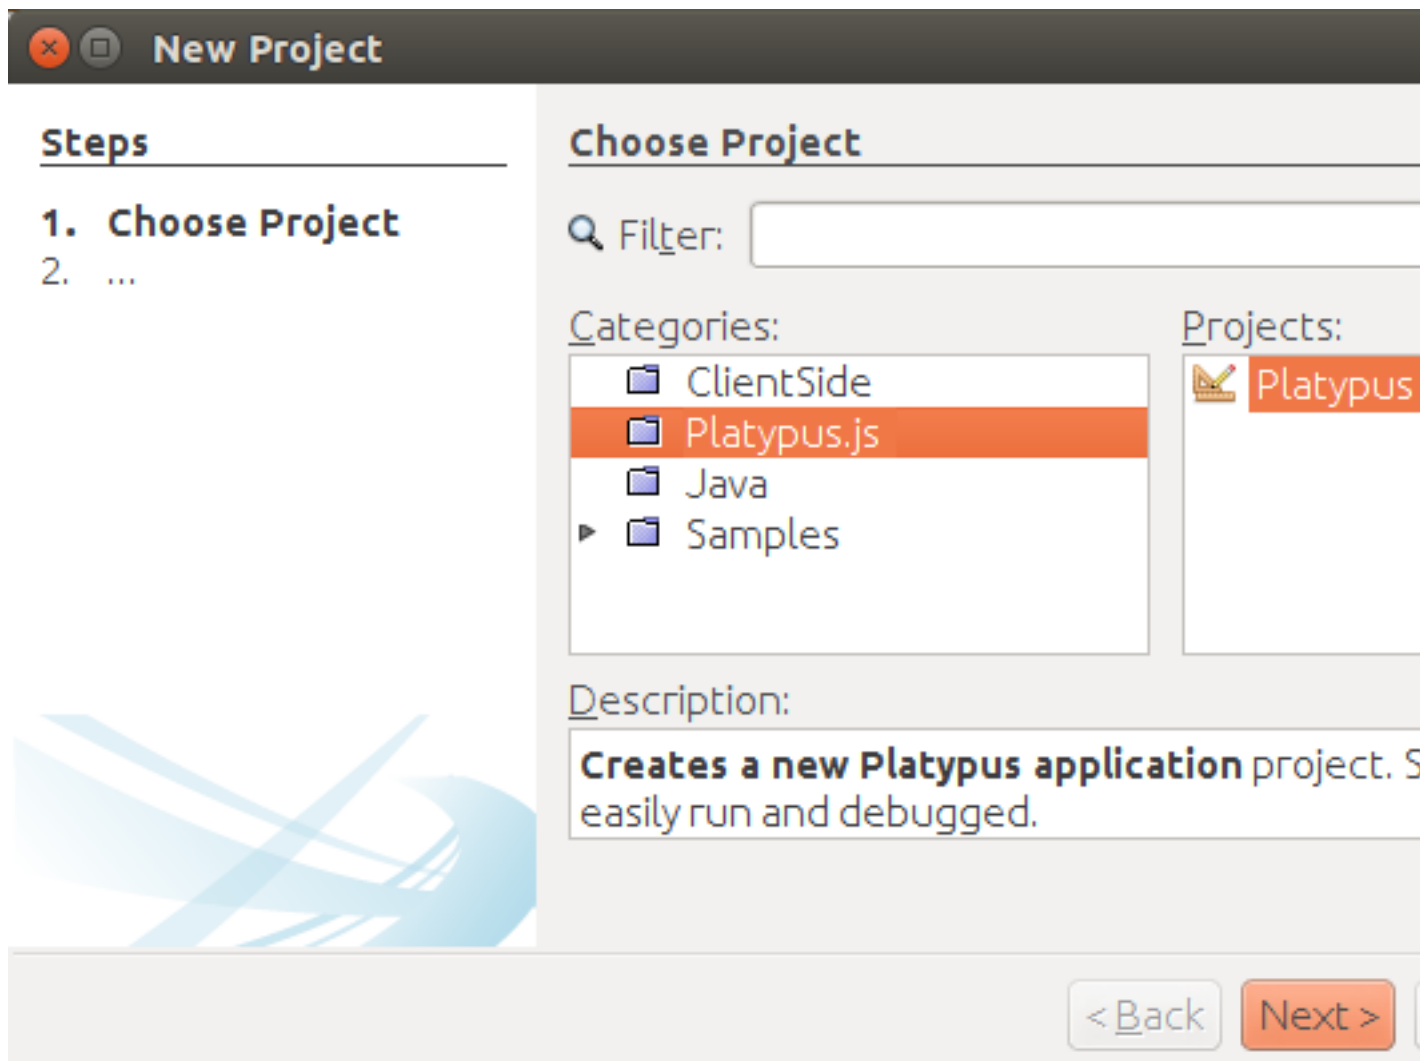 New Project
Steps
1. Choose Project
2. ...
Choose Project
Filter:
Categories:
ClientSide
Platypus.js
Java
Samples
Projects:
Platypus
Description:
Creates a new Platypus application project.
easily run and debugged.
< Back
Next >